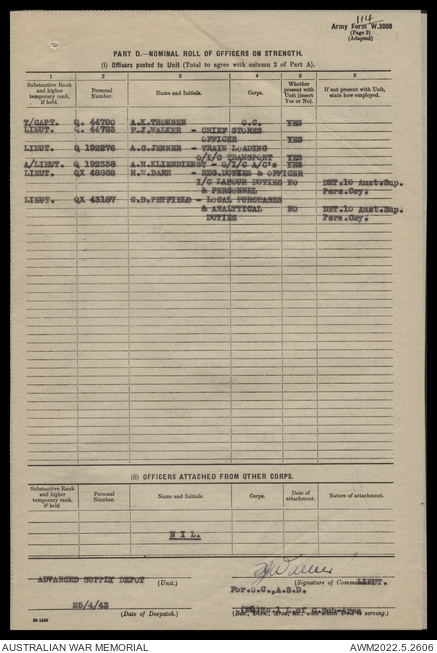 114
Army Form W.3008
(Page 2)
(Adapted)
PART D.—NOMINAL ROLL OF OFFICERS ON STRENGTH.
(i) Officers posted to Unit (Total to agree with column 2 of Part A).
1 2 3 4 5 6
Substantive Rank and higher temporary rank, if held. Personal Number. Name and Initials. Corps. Whether present with Unit (insert Yes or No). If not present with Unit, state how employed.
T/CAPT. Q. 44780 A.K.THOMSEN O.C. YES
LIEUT. Q. 44783 F.J.WALKER - CHIEF STORES
OFFICER YES
LIEUT. Q 192276 A.C.JENNER - TRAIN LOADING
O/I/C TRANSPORT YES
A/LIEUT. Q 192338 A.H.KLIENDIENST - O/I/C A/C's YES
LIEUT. QX 48868 H.W.DARE - REG.DUTIES & OFFICER
I/C LABOUR DUTIES NO DET.10 Aust.Sup.
& PERSONNEL Pers.Coy.
LIEUT. QX 43187 G.D.PETFIELD - LOCAL PURCHASES
& ANALYTICAL NO DET.10 Aust.Sup.
DUTIES Pers.Coy.
(ii) OFFICERS ATTACHED FROM OTHER CORPS.
Substantive Rank and higher temporary rank, if held Personal Number. Name and Initials. Corps. Date of attachment. Nature of attachment.
N I L.
ADVANCED SUPPLY DEPOT (Unit.) (Signature of Commander.) LIEUT.
For.O.C.,A.S.D.
25/4/43
(Date of Despatch.)
AUSTRALIAN WAR MEMORIAL AWM2022.5.2606